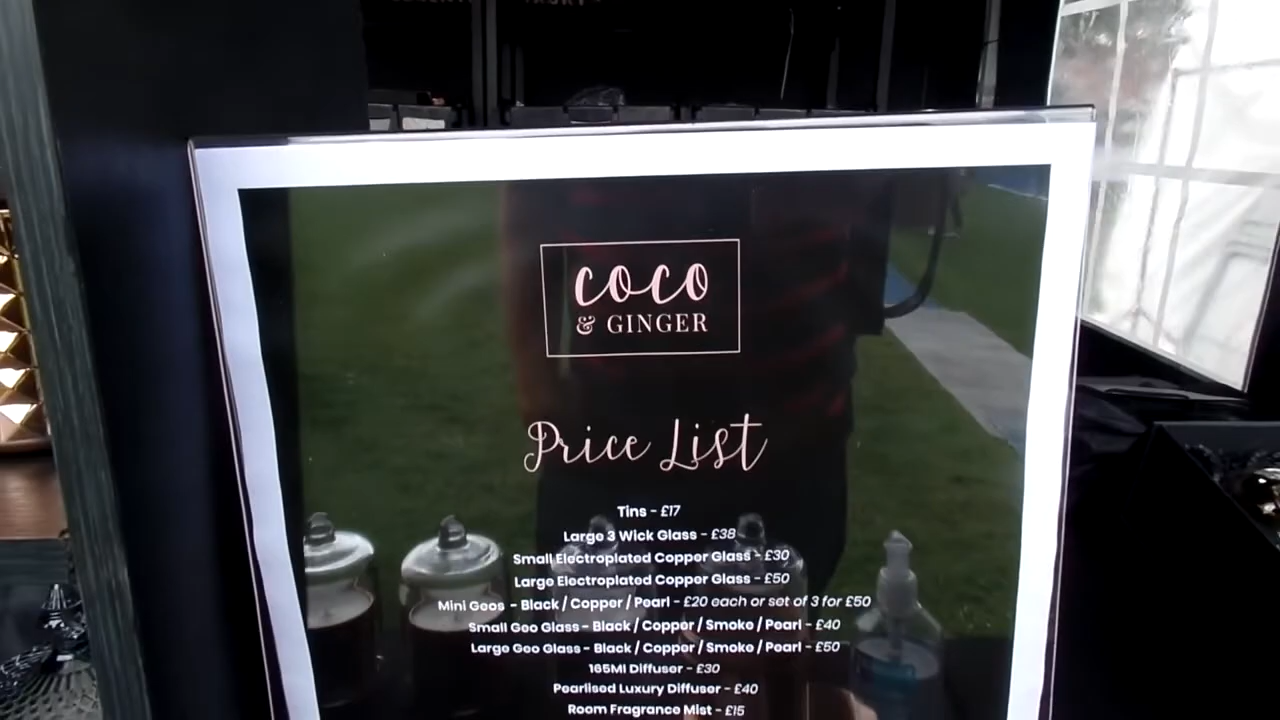 coco
& GINGER
Price List
Tins - £17
Large 3 Wick Glass - £38
Small Electroplated Copper Glass - £30
Large Electroplated Copper Glass - £50
Mini Geos - Black / Copper / Pearl - £20 each or set of 3 for £50
Small Geo Glass - Black / Copper / Smoke / Pearl - £40
Large Geo Glass - Black / Copper / Smoke / Pearl - £50
165Ml Diffuser - £30
Pearlised Luxury Diffuser - £40
Room Fragrance Mist - £15